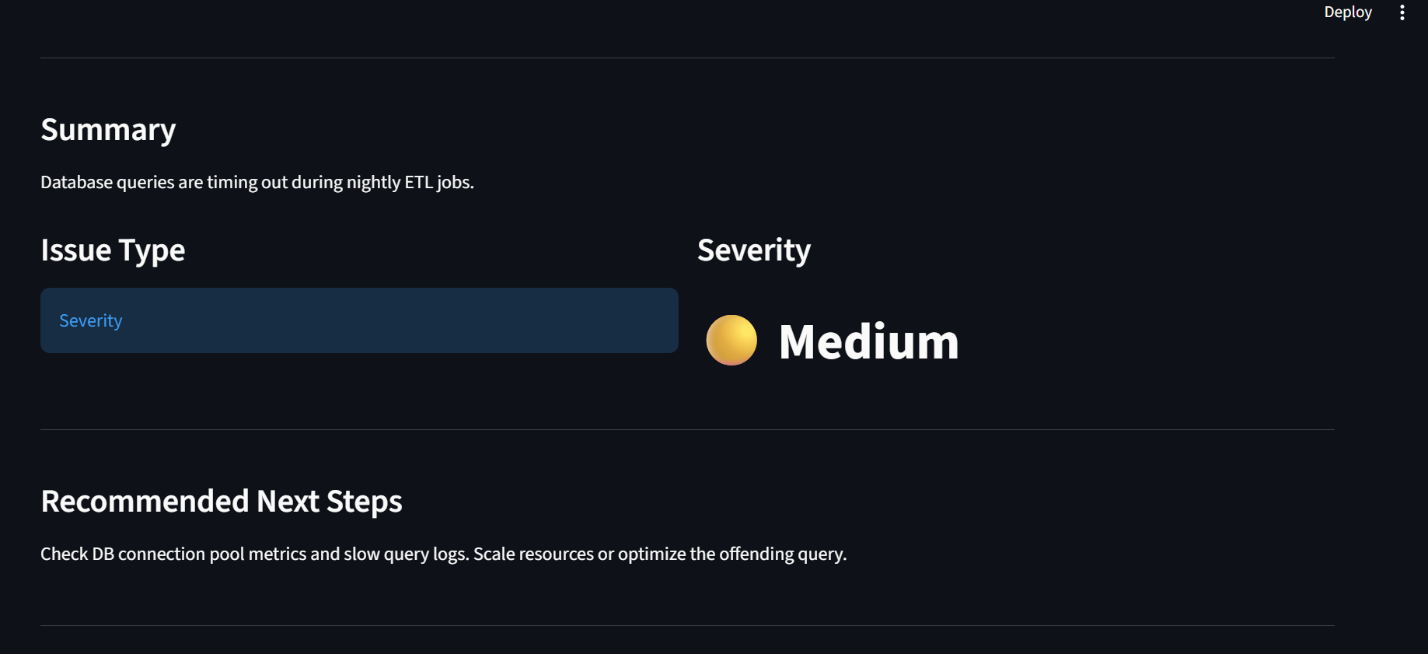 Deploy
Summary
Database queries are timing out during nightly ETL jobs.
Issue Type
Severity
Severity
Medium
Recommended Next Steps
Check DB connection pool metrics and slow query logs. Scale resources or optimize the offending query.